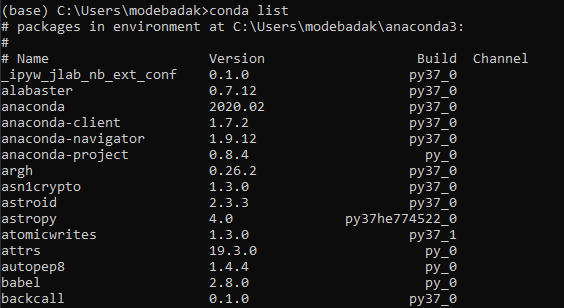 (base) C:\Users\modebadak>conda list
# packages in environment at C:\Users\modebadak\anaconda3:
#
# Name                    Version                   Build  Channel
_ipyw_jlab_nb_ext_conf    0.1.0                    py37_0
alabaster                 0.7.12                   py37_0
anaconda                  2020.02                  py37_0
anaconda-client           1.7.2                    py37_0
anaconda-navigator        1.9.12                   py37_0
anaconda-project          0.8.4                      py_0
argh                      0.26.2                   py37_0
asn1crypto                1.3.0                    py37_0
astroid                   2.3.3                    py37_0
astropy                   4.0              py37he774522_0
atomicwrites              1.3.0                    py37_1
attrs                     19.3.0                     py_0
autopep8                  1.4.4                      py_0
babel                     2.8.0                      py_0
backcall                  0.1.0                    py37_0